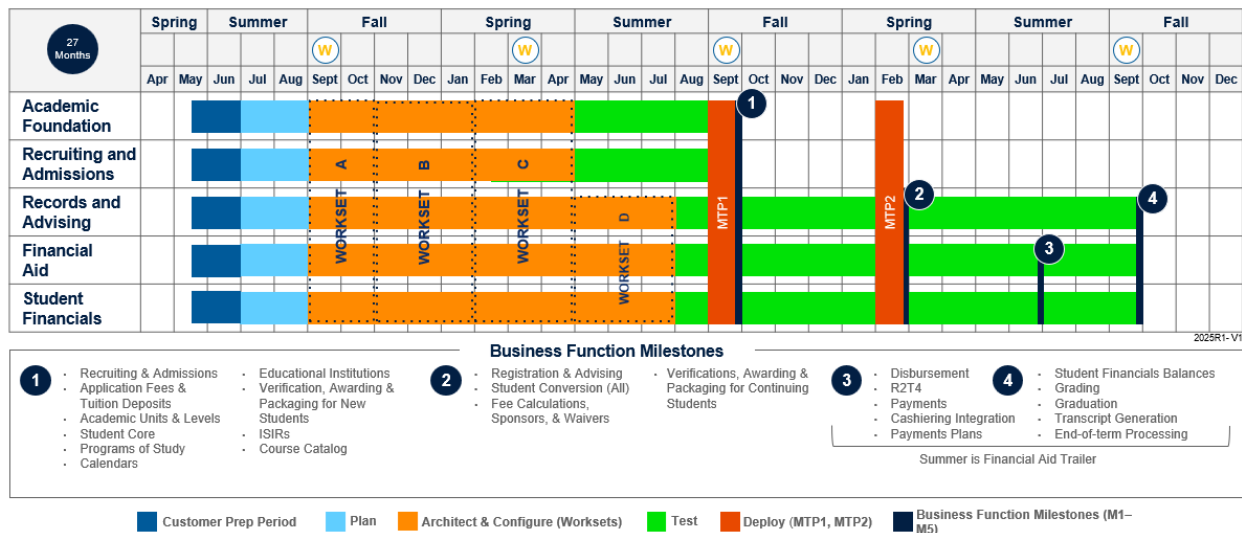 27
Months
Spring
Summer
Fall
Spring
Summer
Fall
Spring
Summer
Fall
W
W
W
W
W
Apr May Jun Jul Aug Sept Oct Nov Dec Jan Feb Mar Apr May Jun Jul Aug Sept Oct Nov Dec Jan Feb Mar Apr May Jun Jul Aug Sept Oct Nov Dec
Academic
Foundation
Recruiting and
Admissions
Records and
Advising
Financial
Aid
Student
Financials
WORKSET A
WORKSET B
WORKSET C
WORKSET D
MTP1
MTP2
1
2
3
4
2025R1- V1
Business Function Milestones
1
· Recruiting & Admissions
· Application Fees &
Tuition Deposits
· Academic Units & Levels
· Student Core
· Programs of Study
· Calendars
· Educational Institutions
· Verification, Awarding &
Packaging for New
Students
· ISIRs
· Course Catalog
2
· Registration & Advising
· Student Conversion (All)
· Fee Calculations,
Sponsors, & Waivers
· Verifications, Awarding &
Packaging for Continuing
Students
3
· Disbursement
· R2T4
· Payments
· Cashiering Integration
· Payments Plans
4
· Student Financials Balances
· Grading
· Graduation
· Transcript Generation
· End-of-term Processing
Summer is Financial Aid Trailer
Customer Prep Period
Plan
Architect & Configure (Worksets)
Test
Deploy (MTP1, MTP2)
Business Function Milestones (M1–
M5)